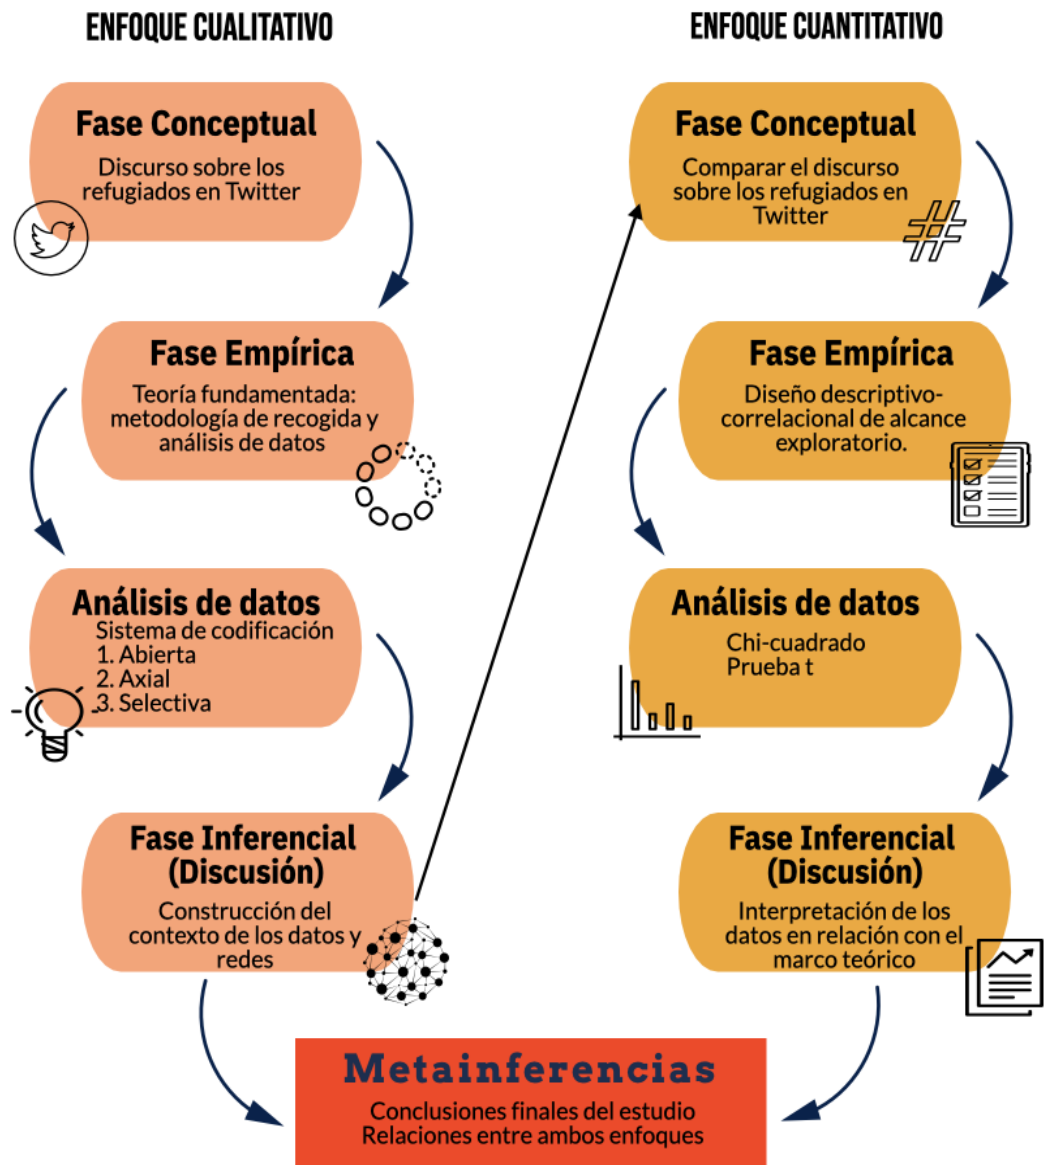 ENFOQUE CUALITATIVO
Fase Conceptual
Discurso sobre los
refugiados en Twitter
Fase Empírica
Teoría fundamentada:
metodología de recogida y
análisis de datos
Análisis de datos
Sistema de codificación
1. Abierta
2. Axial
3. Selectiva
Fase Inferencial
(Discusión)
Construcción del
contexto de los datos y
redes
ENFOQUE CUANTITATIVO
Fase Conceptual
Comparar el discurso
sobre los refugiados en
Twitter
#
Fase Empírica
Diseño descriptivo-
correlacional de alcance
exploratorio.
Análisis de datos
Chi-cuadrado
Prueba t
Fase Inferencial
(Discusión)
Interpretación de los
datos en relación con el
marco teórico
Metainferencias
Conclusiones finales del estudio
Relaciones entre ambos enfoques